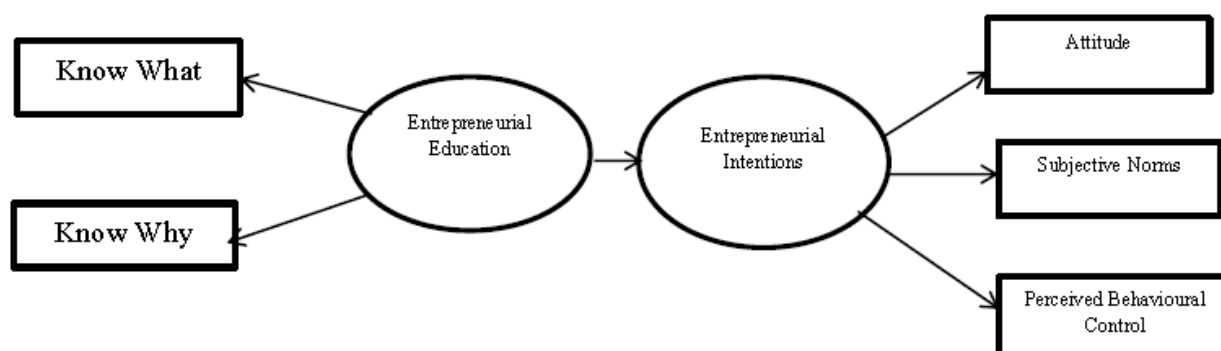 Know What
Know Why
Entrepreneurial
Education
Entrepreneurial
Intentions
Attitude
Subjective Norms
Perceived Behavioural
Control